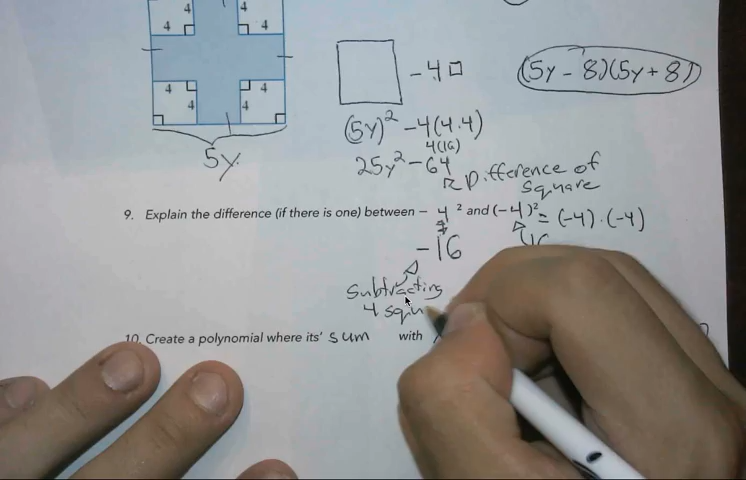 4 4
4 4
4 4
4 4
5y
▢ - 4▢
(5y - 8)(5y + 8)
(5y)² - 4(4·4)
4(16)
25y² - 64
Difference of
square
9. Explain the difference (if there is one) between - 4² and (-4)² = (-4)·(-4)
-16
Subtracting
4
10. Create a polynomial where its' sum with